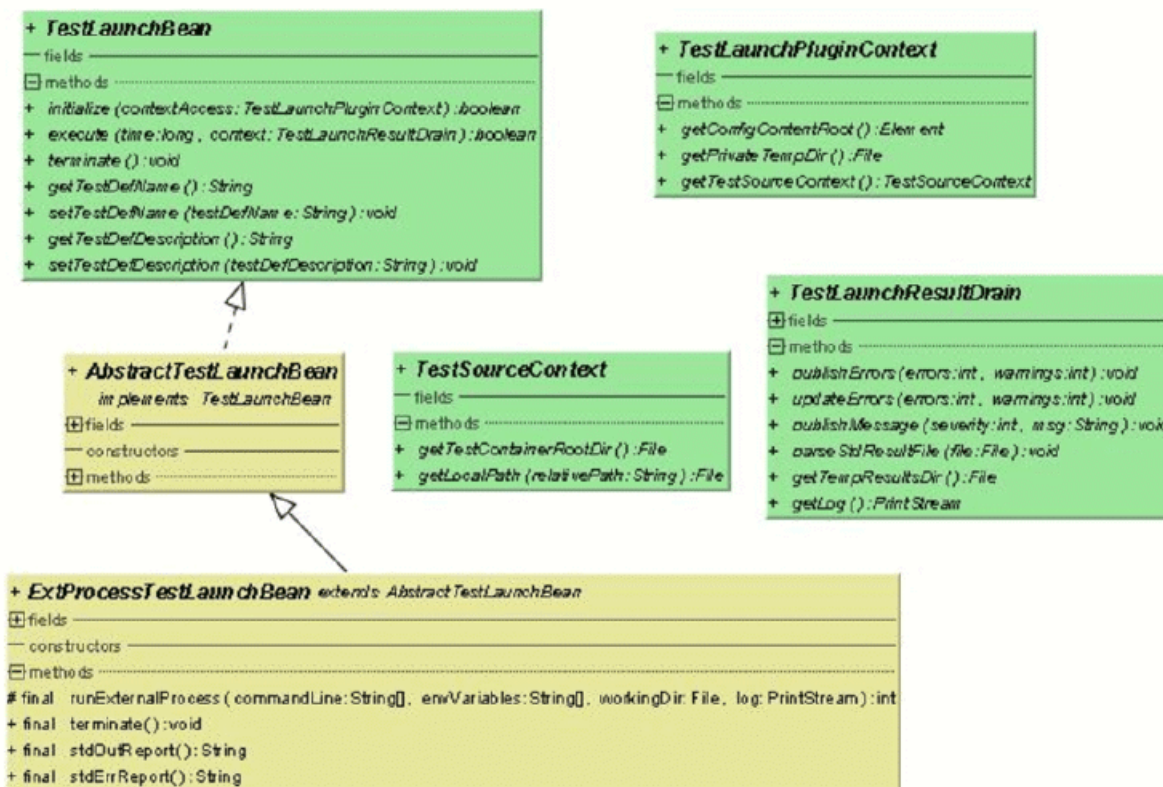 + TestLaunchBean
fields
methods
+ initialize (contextAccess: TestLaunchPluginContext) :boolean
+ execute (time:long, context: TestLaunchResultDrain) :boolean
+ terminate () :void
+ getTestDefName () :String
+ setTestDefName (testDefName: String) :void
+ getTestDefDescription () :String
+ setTestDefDescription (testDefDescription: String) :void
+ TestLaunchPluginContext
fields
methods
+ getConfigContentRoot () :Element
+ getPrivateTempDir () :File
+ getTestSourceContext () : TestSourceContext
+ TestLaunchResultDrain
fields
methods
+ publishErrors (errors:int, warnings:int) :void
+ updateErrors (errors:int, warnings:int) :void
+ publishMessage (severity:int, msg: String) :void
+ parseStdResultFile (file: File) :void
+ getTempResultsDir () :File
+ getLog () :PrintStream
+ AbstractTestLaunchBean
implements TestLaunchBean
fields
constructors
methods
+ TestSourceContext
fields
methods
+ getTestContainerRootDir () :File
+ getLocalPath (relativePath: String) :File
+ ExtProcessTestLaunchBean extends AbstractTestLaunchBean
fields
constructors
methods
# final runExternalProcess ( commandLine: String[], envVariables: String[], workingDir: File, log: PrintStream) : int
+ final terminate() :void
+ final stdOutReport() : String
+ final stdErrReport() : String